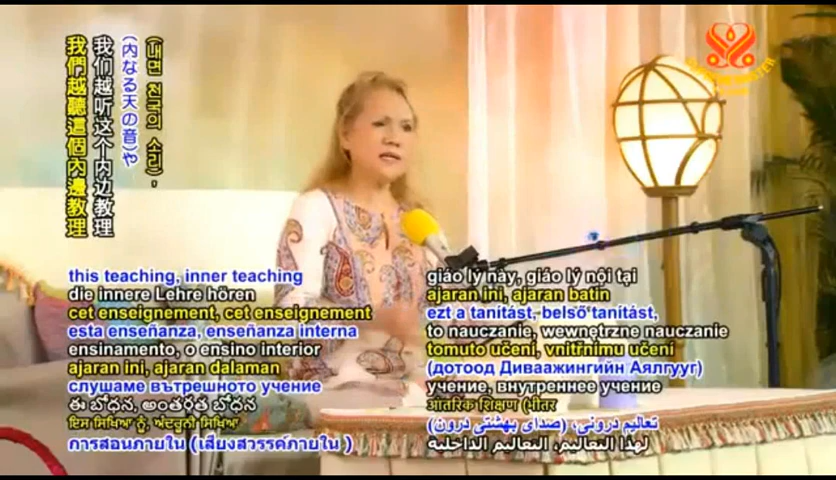 (내면 천국의 소리),
(内なる天の音)や
我们越听这个内边教理
我們越聽這個內邊教理
this teaching, inner teaching
die innere Lehre hören
cet enseignement, cet enseignement
esta enseñanza, enseñanza interna
ensinamento, o ensino interior
ajaran ini, ajaran dalaman
слушаме вътрешното учение
ఈ బోధన, అంతర్గత బోధన
ਇਸ ਸਿਖਿਆ ਨੂੰ, ਅੰਦਰੂਨੀ ਸਿਖਿਆ
การสอนภายใน (เสียงสวรรค์ภายใน )
giáo lý này, giáo lý nội tại
ajaran ini, ajaran batin
ezt a tanítást, belső tanítást,
to nauczanie, wewnętrzne nauczanie
tomuto učení, vnitřnímu učení
(дотоод Диваажингийн Аялгууг)
учение, внутреннее учение
आंतरिक शिक्षण (भीतर
تعالیم درونی، (صدای بهشتی درون)
لهذا التعاليم، التعاليم الداخلية